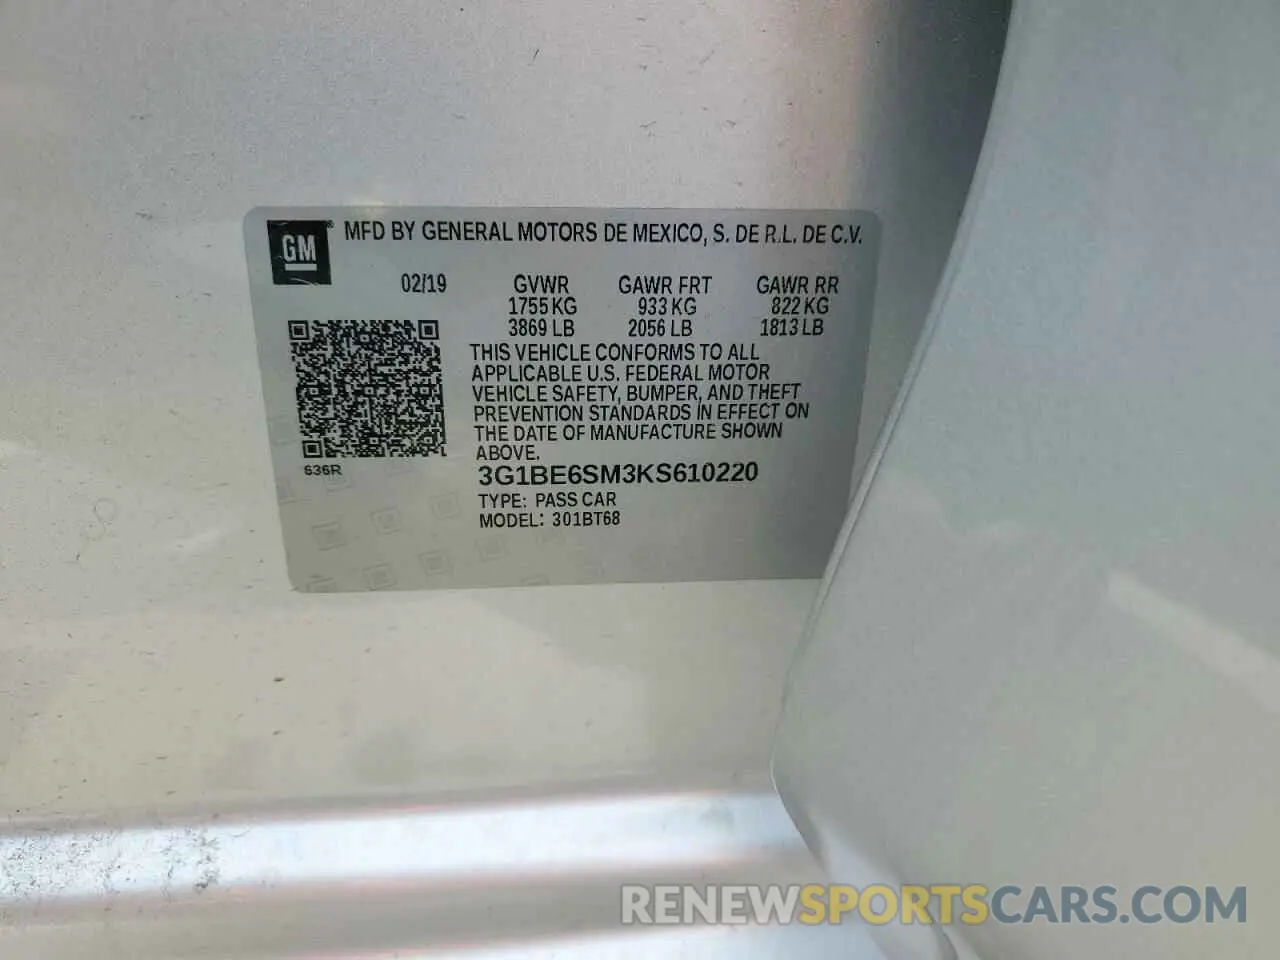 GM® MFD BY GENERAL MOTORS DE MEXICO, S. DE R.L. DE C.V.
02/19 GVWR GAWR FRT GAWR RR
1755 KG 933 KG 822 KG
3869 LB 2056 LB 1813 LB
THIS VEHICLE CONFORMS TO ALL
APPLICABLE U.S. FEDERAL MOTOR
VEHICLE SAFETY, BUMPER, AND THEFT
PREVENTION STANDARDS IN EFFECT ON
THE DATE OF MANUFACTURE SHOWN
ABOVE.
636R
3G1BE6SM3KS610220
TYPE: PASS CAR
MODEL: 301BT68
RENEWSPORTSCARS.COM